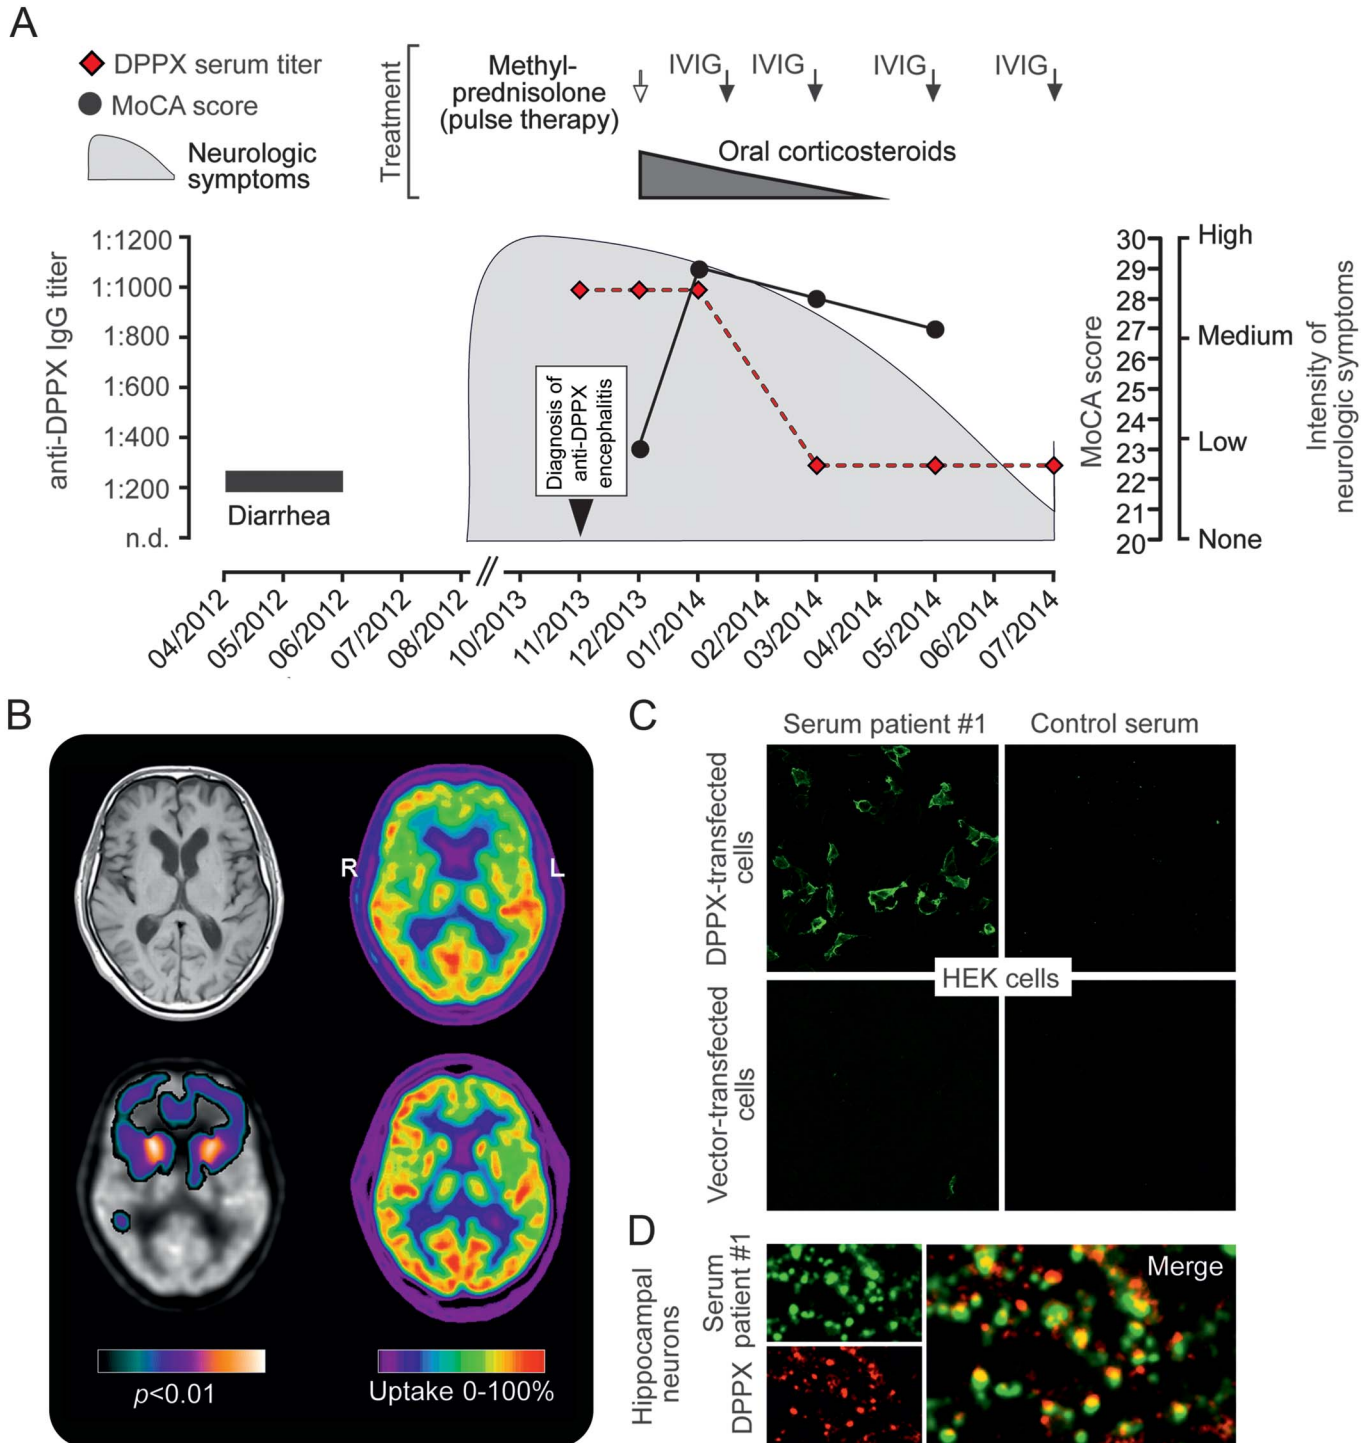 A
DPPX serum titer
MoCA score
Neurologic
symptoms
Treatment
Methyl-
prednisolone
(pulse therapy)
IVIG
IVIG
IVIG
IVIG
Oral corticosteroids
anti-DPPX IgG titer
1:1200
1:1000
1:800
1:600
1:400
1:200
n.d.
Diarrhea
Diagnosis of
anti-DPPX
encephalitis
MoCA score
30
29
28
27
26
25
24
23
22
21
20
High
Medium
Low
None
Intensity of
neurologic symptoms
04/2012
05/2012
06/2012
07/2012
08/2012
10/2013
11/2013
12/2013
01/2014
02/2014
03/2014
04/2014
05/2014
06/2014
07/2014
B
R
L
p<0.01
Uptake 0-100%
C
Serum patient #1
Control serum
DPPX-transfected
cells
HEK cells
Vector-transfected
cells
D
Hippocampal
neurons
Serum
patient #1
DPPX
Merge